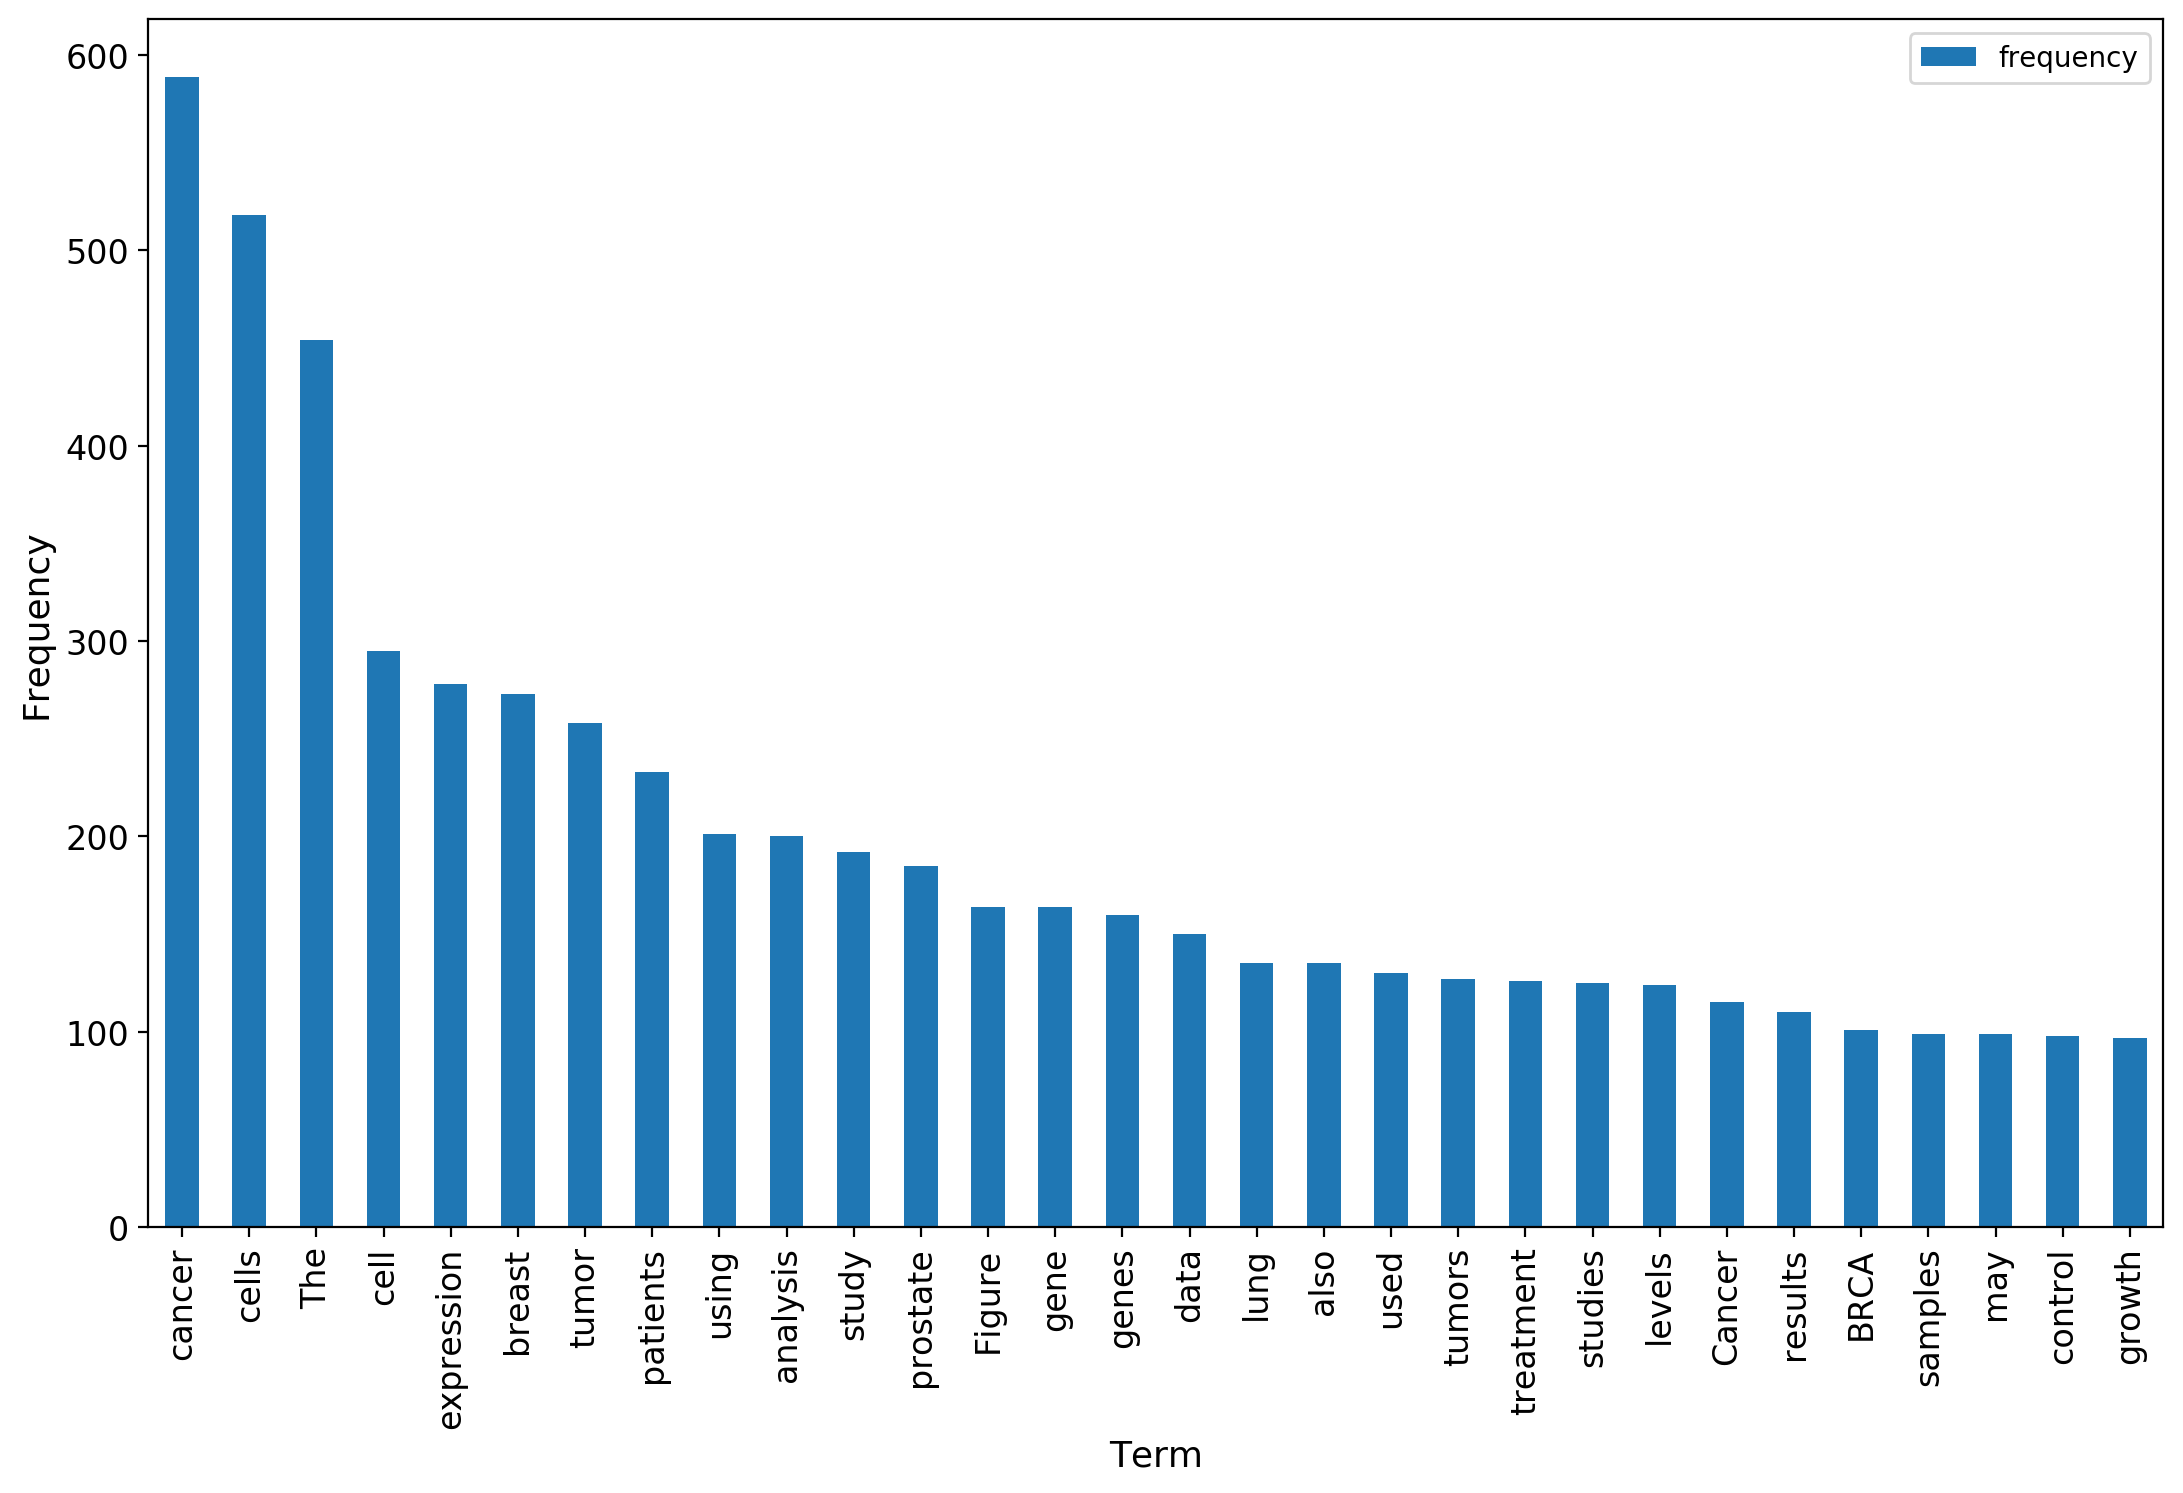 frequency
600
500
400
300
200
100
0
Frequency
cancer
cells
The
cell
expression
breast
tumor
patients
using
analysis
study
prostate
Figure
gene
genes
data
lung
also
used
tumors
treatment
studies
levels
Cancer
results
BRCA
samples
may
control
growth
Term